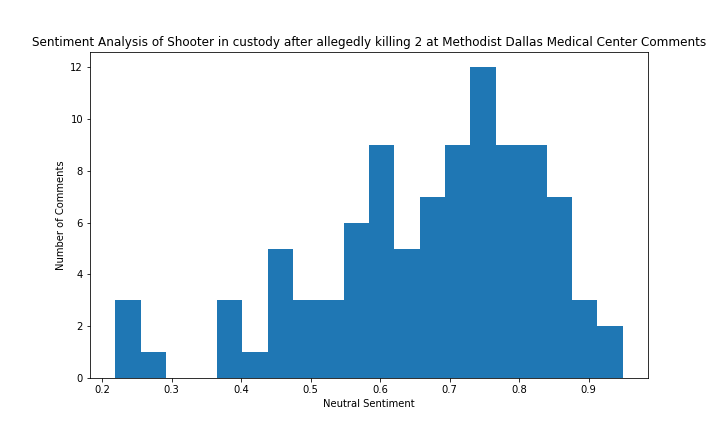 Sentiment Analysis of Shooter in custody after allegedly killing 2 at Methodist Dallas Medical Center Comments
12
10
8
6
4
2
0
Number of Comments
0.2 0.3 0.4 0.5 0.6 0.7 0.8 0.9
Neutral Sentiment